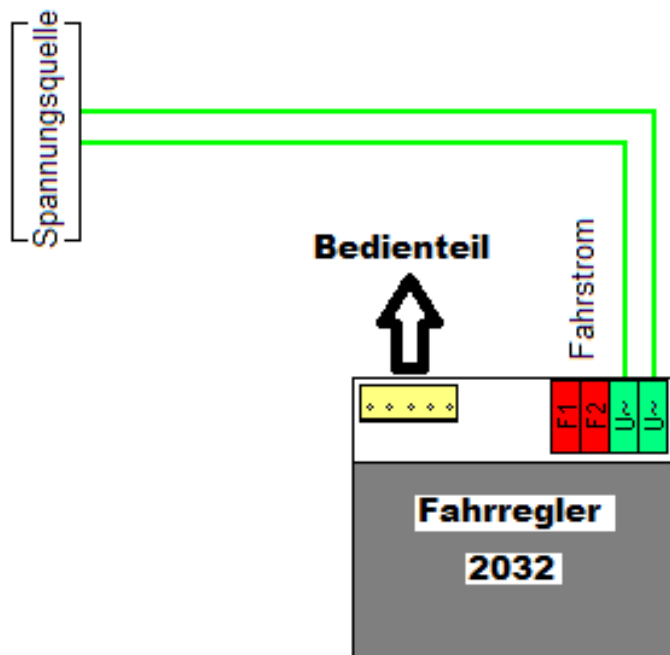 Spannungsquelle
Bedienteil
Fahrstrom
F1
F2
U~
U~
Fahrregler
2032